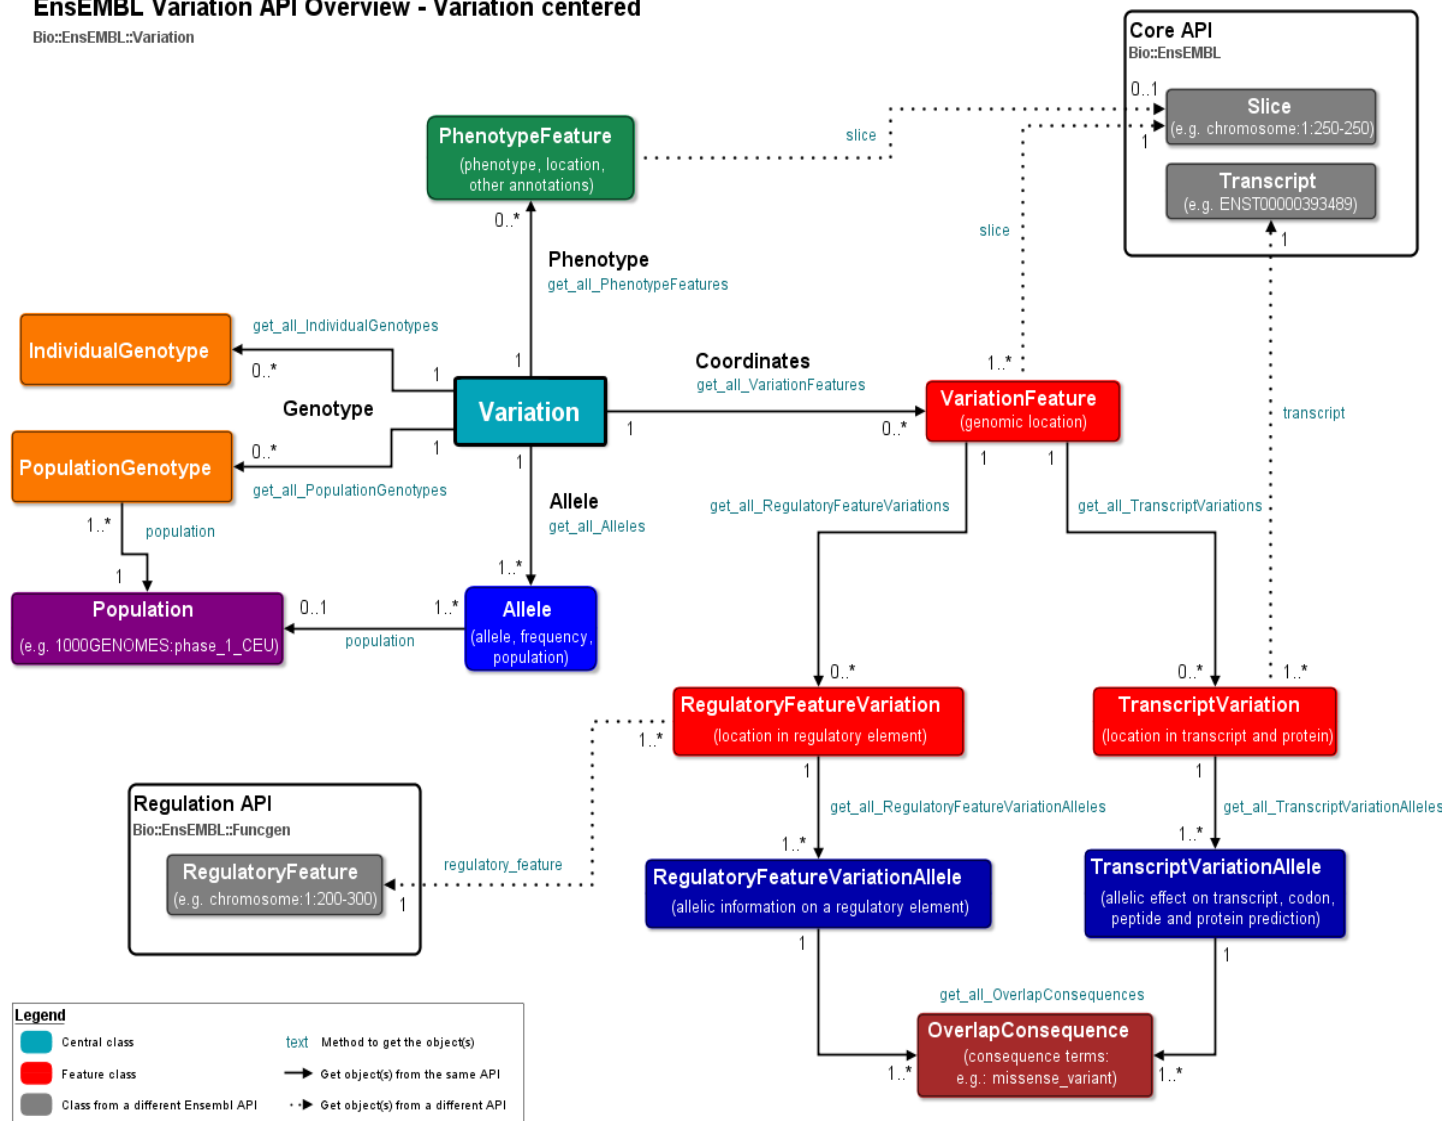 EnsEMBL Variation API Overview - Variation centered
Bio::EnsEMBL::Variation
Core API
Bio::EnsEMBL
0..1
Slice
(e.g. chromosome:1:250-250)
1
slice
PhenotypeFeature
(phenotype, location,
other annotations)
Transcript
(e.g. ENST00000393489)
0..*
slice
1
Phenotype
get_all_PhenotypeFeatures
get_all_IndividualGenotypes
IndividualGenotype
0..*
1
1
Coordinates
get_all_VariationFeatures
1..*
Genotype
Variation
VariationFeature
(genomic location)
transcript
1
0..*
PopulationGenotype
0..*
1
1
1
1
get_all_PopulationGenotypes
Allele
get_all_Alleles
get_all_RegulatoryFeatureVariations
get_all_TranscriptVariations
1..*
population
1
1..*
Population
(e.g. 1000GENOMES:phase_1_CEU)
0..1
1..*
population
Allele
(allele, frequency,
population)
0..*
0..*
1..*
RegulatoryFeatureVariation
(location in regulatory element)
TranscriptVariation
(location in transcript and protein)
1..*
1
1
Regulation API
Bio::EnsEMBL::Funcgen
get_all_RegulatoryFeatureVariationAlleles
get_all_TranscriptVariationAlleles
1..*
1..*
RegulatoryFeature
(e.g. chromosome:1:200-300)
regulatory_feature
1
RegulatoryFeatureVariationAllele
(allelic information on a regulatory element)
TranscriptVariationAllele
(allelic effect on transcript, codon,
peptide and protein prediction)
1
1
get_all_OverlapConsequences
OverlapConsequence
(consequence terms:
e.g.: missense_variant)
1..*
1..*
Legend
Central class
text Method to get the object(s)
Feature class
Get object(s) from the same API
Class from a different Ensembl API
Get object(s) from a different API